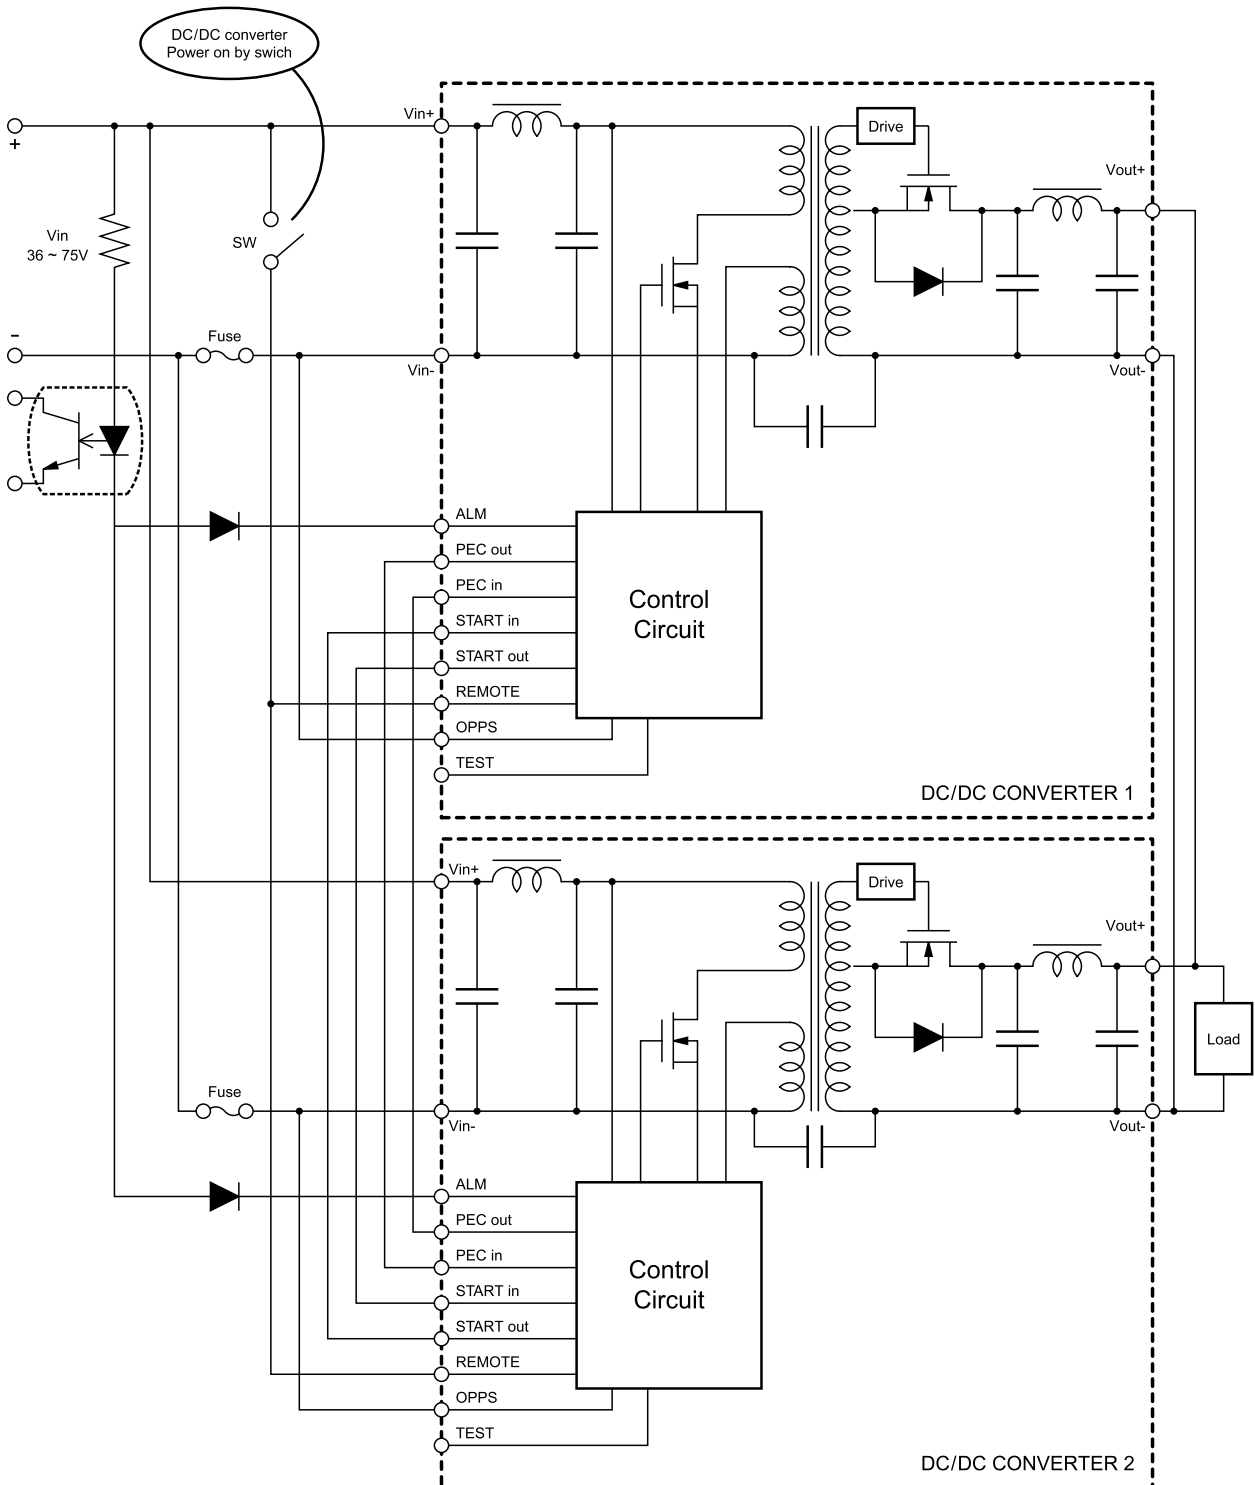 DC/DC converter
Power on by swich
Vin+
+
Drive
Vout+
Vin
36 ~ 75V
SW
−
Fuse
Vin-
Vout-
ALM
PEC out
PEC in
START in
START out
REMOTE
OPPS
TEST
Control
Circuit
DC/DC CONVERTER 1
Vin+
Drive
Vout+
Load
Fuse
Vin-
Vout-
ALM
PEC out
PEC in
START in
START out
REMOTE
OPPS
TEST
Control
Circuit
DC/DC CONVERTER 2